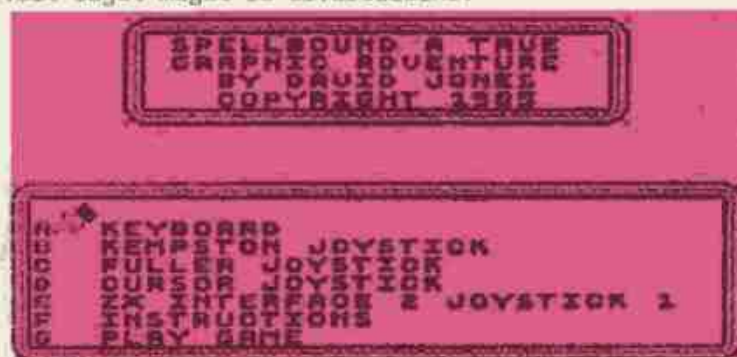 SPELLBOUND A TRUE
GRAPHIC ADVENTURE
BY DAVID JONES
COPYRIGHT 1985
A KEYBOARD
B KEMPSTON JOYSTICK
C FULLER JOYSTICK
D CURSOR JOYSTICK
E ZX INTERFACE 2 JOYSTICK 1
F INSTRUCTIONS
G PLAY GAME